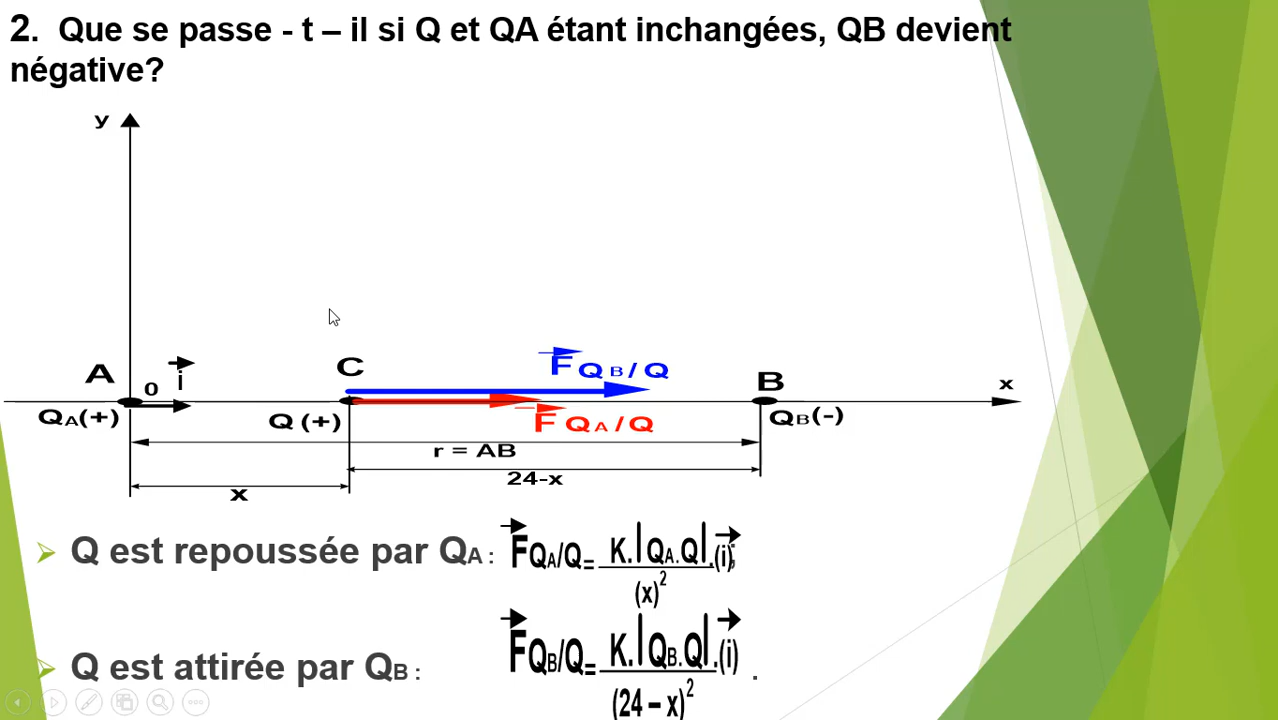 2. Que se passe - t – il si Q et QA étant inchangées, QB devient
négative?
y
A
0
i
C
F QB/Q
B
x
QA(+)
Q (+)
F QA/Q
QB(-)
r = AB
24-x
x
Q est repoussée par QA : FQA/Q= K.|QA.Q|.(i);
(x)²
Q est attirée par QB : FQB/Q= K.|QB.Q|.(i) .
(24 – x)²